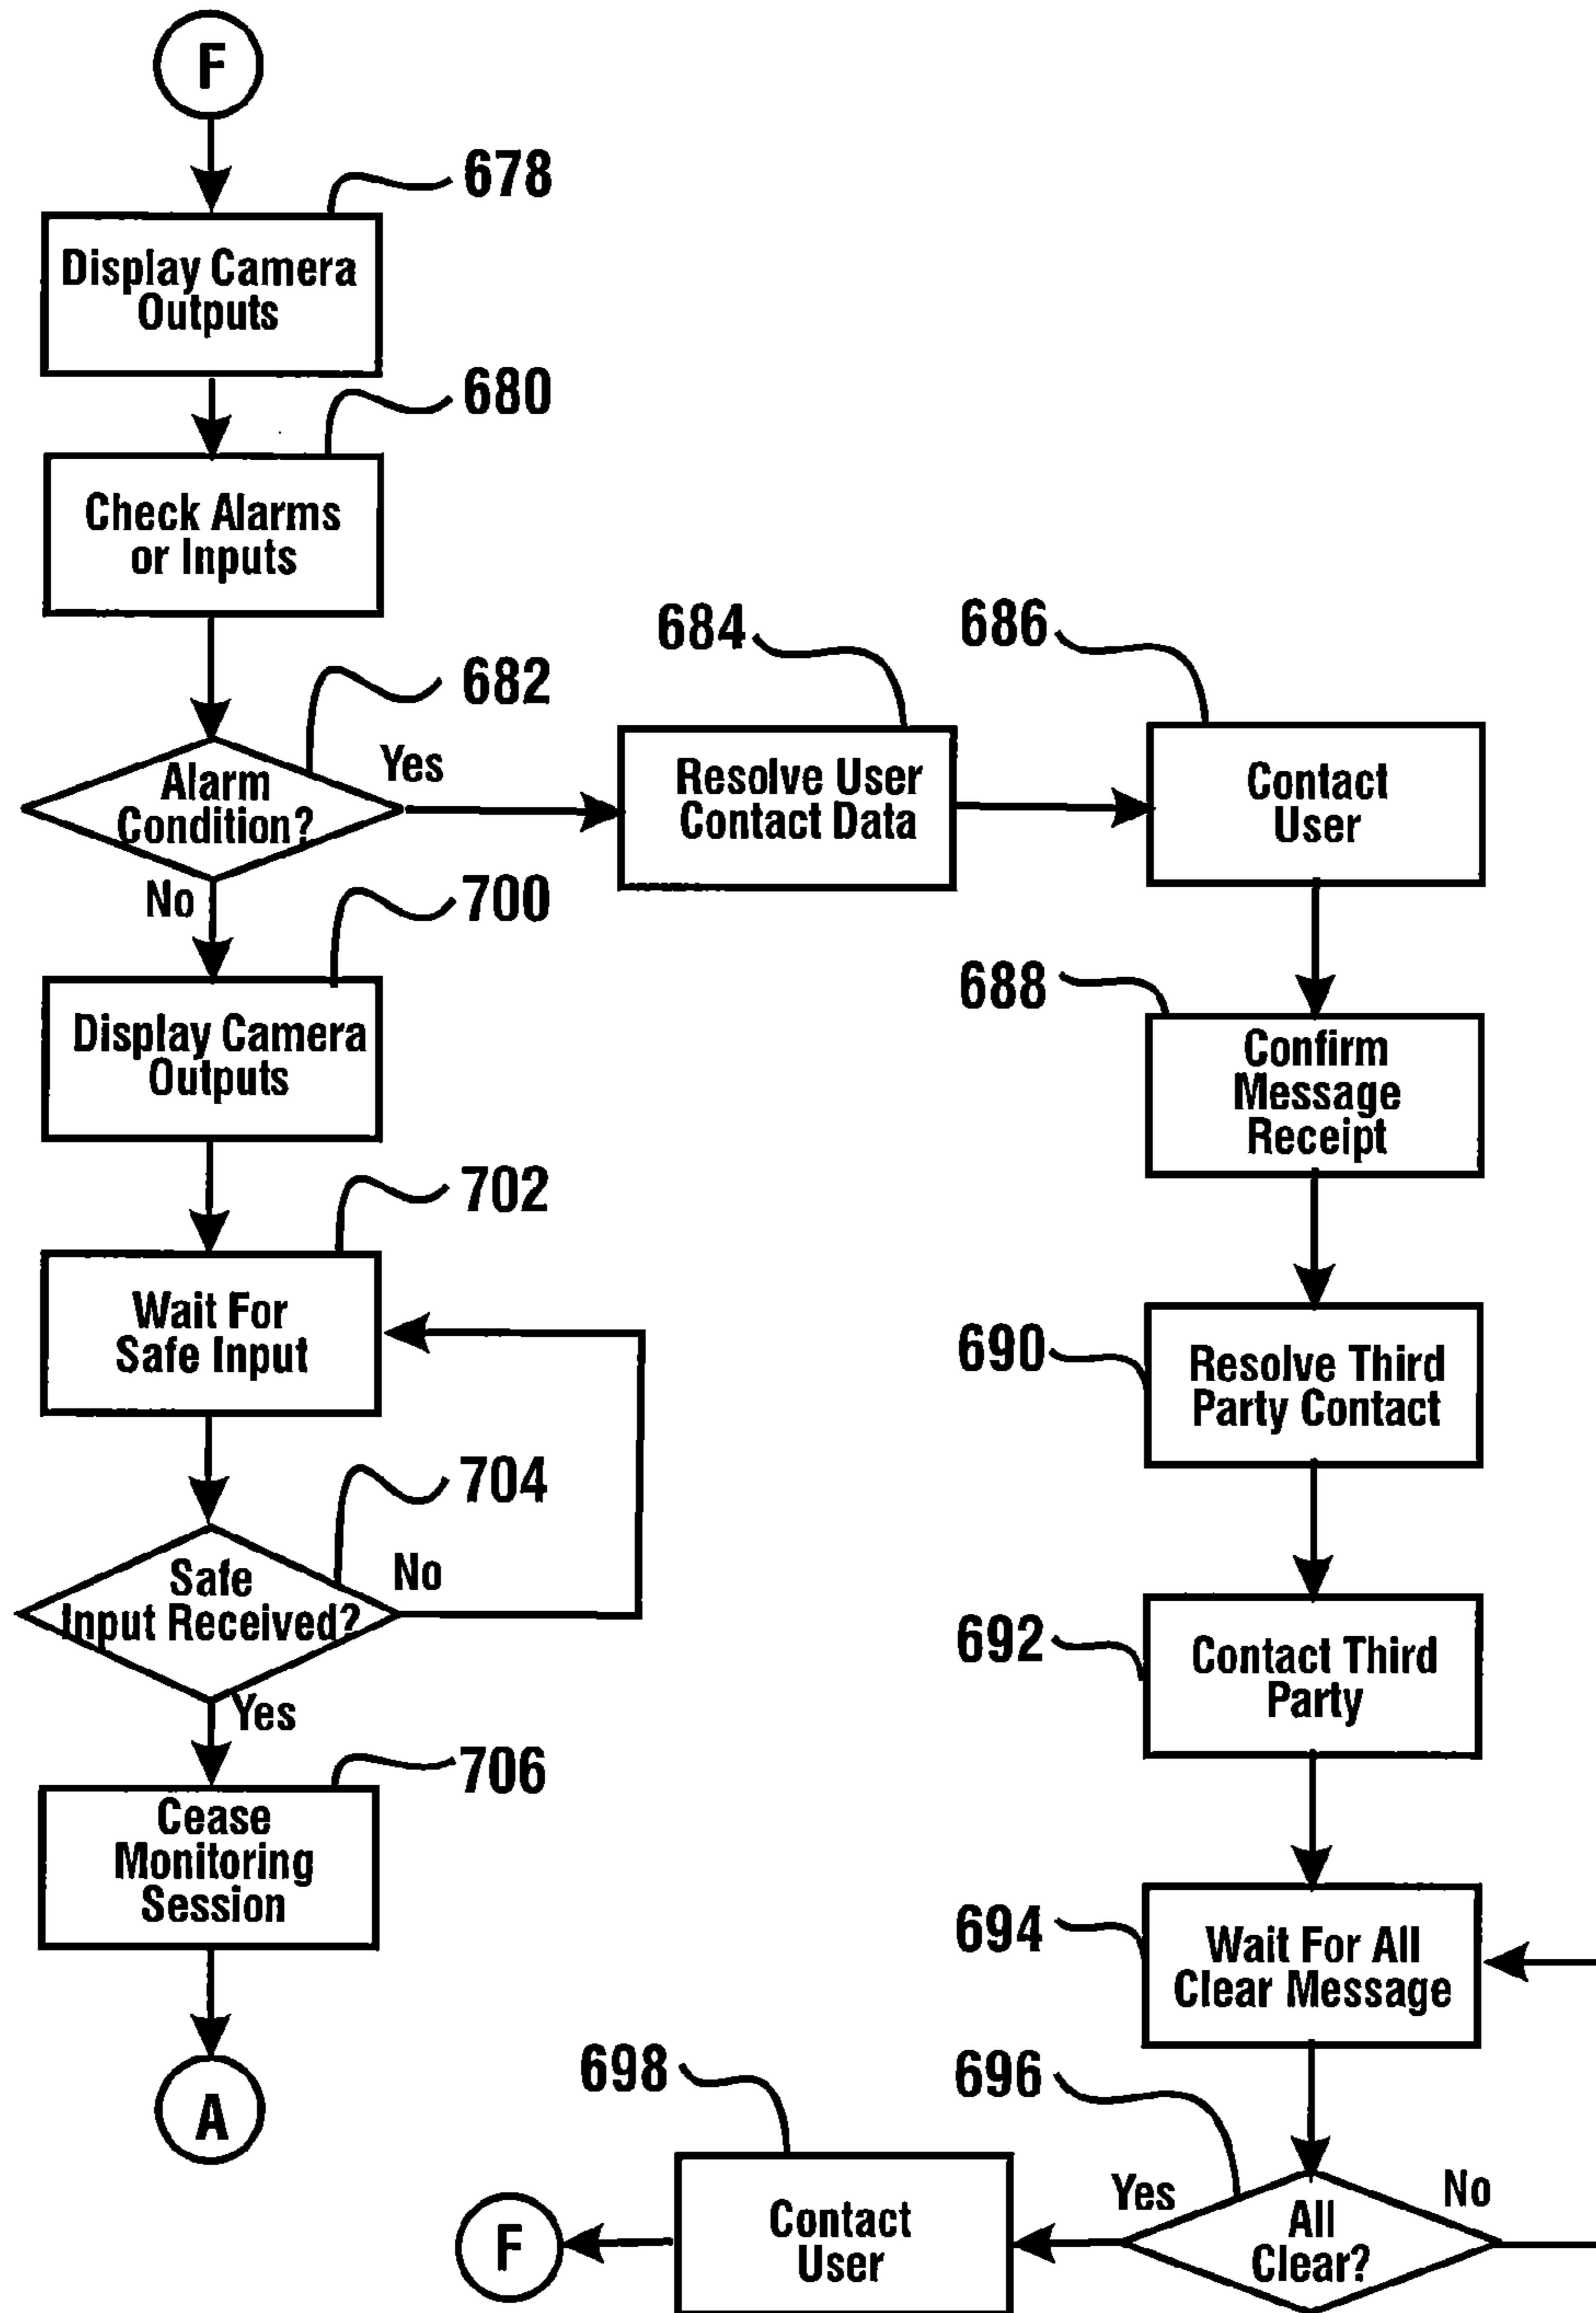 F
678
Display Camera
Outputs
680
Check Alarms
or Inputs
682
Alarm
Condition?
Yes
No
684
Resolve User
Contact Data
686
Contact
User
688
Confirm
Message
Receipt
690
Resolve Third
Party Contact
692
Contact Third
Party
694
Wait For All
Clear Message
696
All
Clear?
Yes
No
698
Contact
User
F
700
Display Camera
Outputs
702
Wait For
Safe Input
704
Safe
Input Received?
No
Yes
706
Cease
Monitoring
Session
A